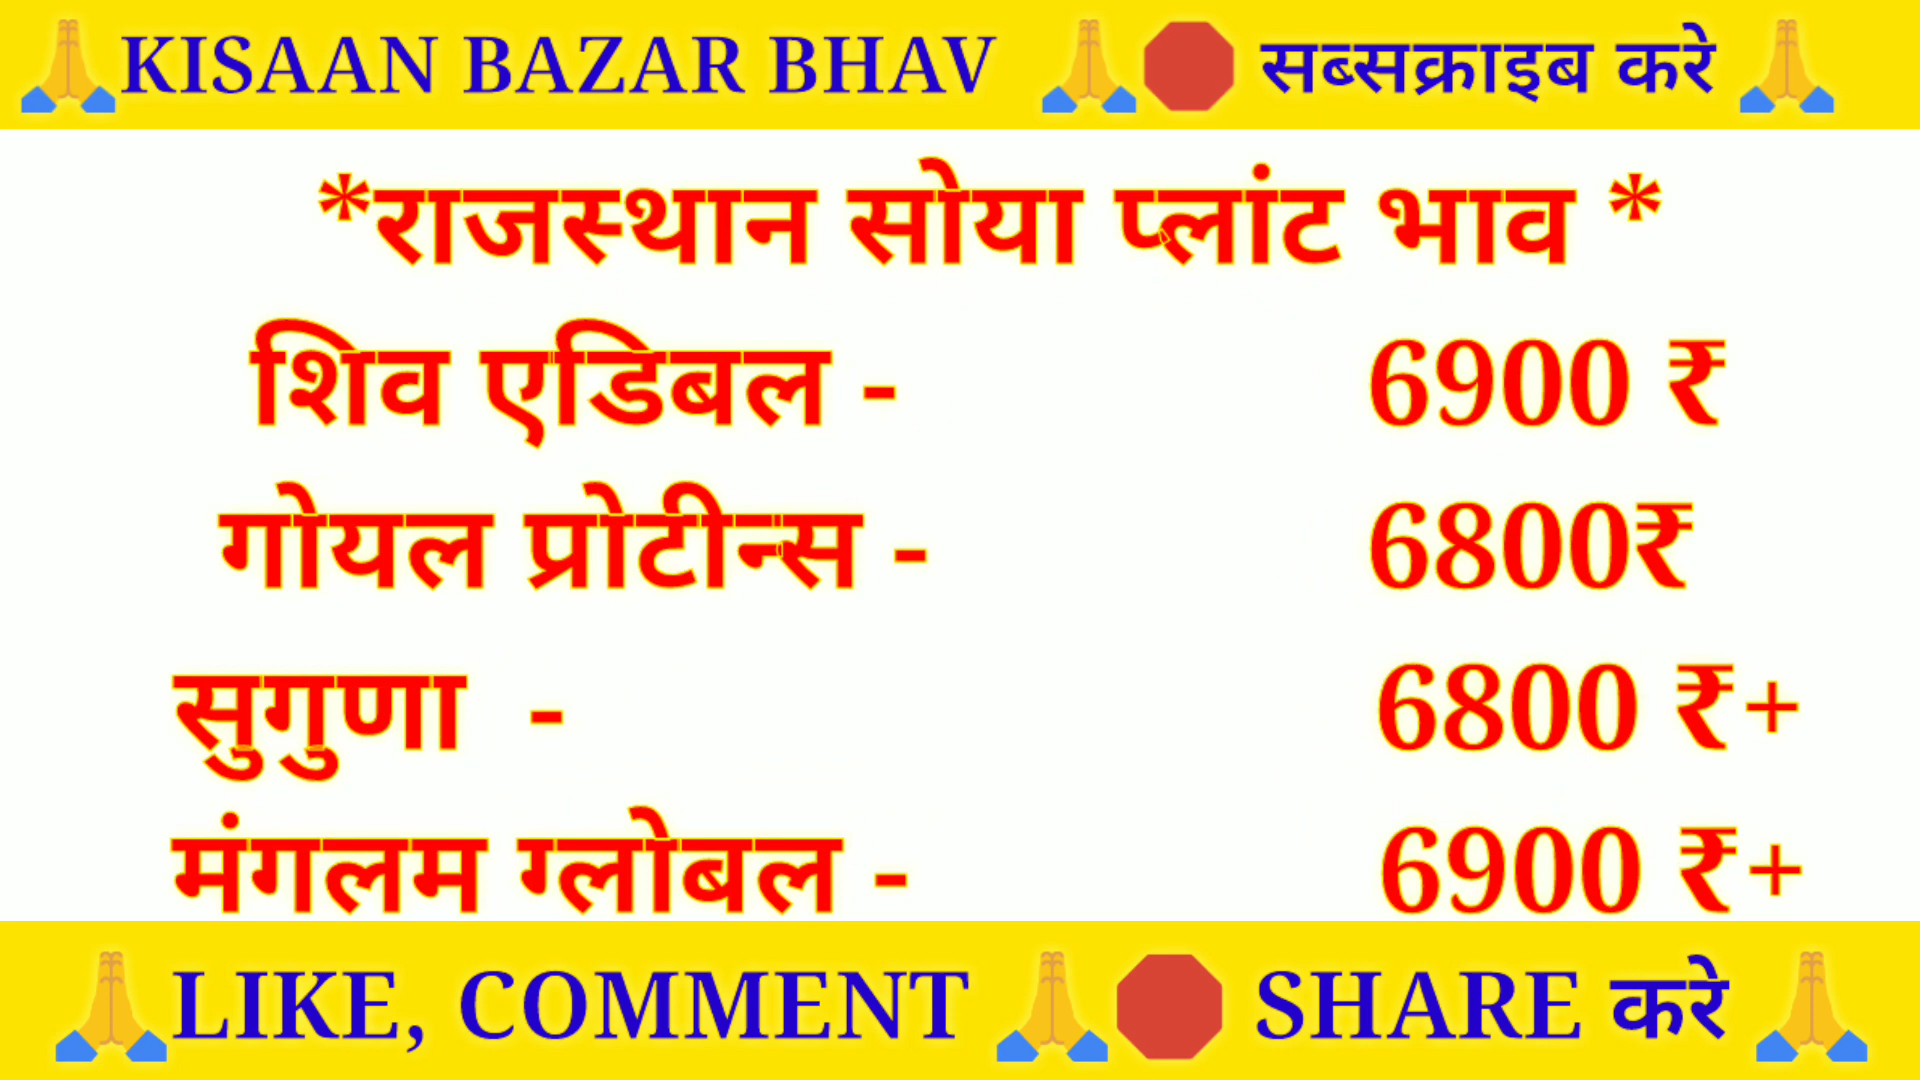 🙏KISAAN BAZAR BHAV 🙏🛑 सब्सक्राइब करे 🙏
*राजस्थान सोया प्लांट भाव *
शिव एडिबल - 6900 ₹
गोयल प्रोटीन्स - 6800₹
सुगुणा - 6800 ₹+
मंगलम ग्लोबल - 6900 ₹+
🙏LIKE, COMMENT 🙏🛑 SHARE करे 🙏